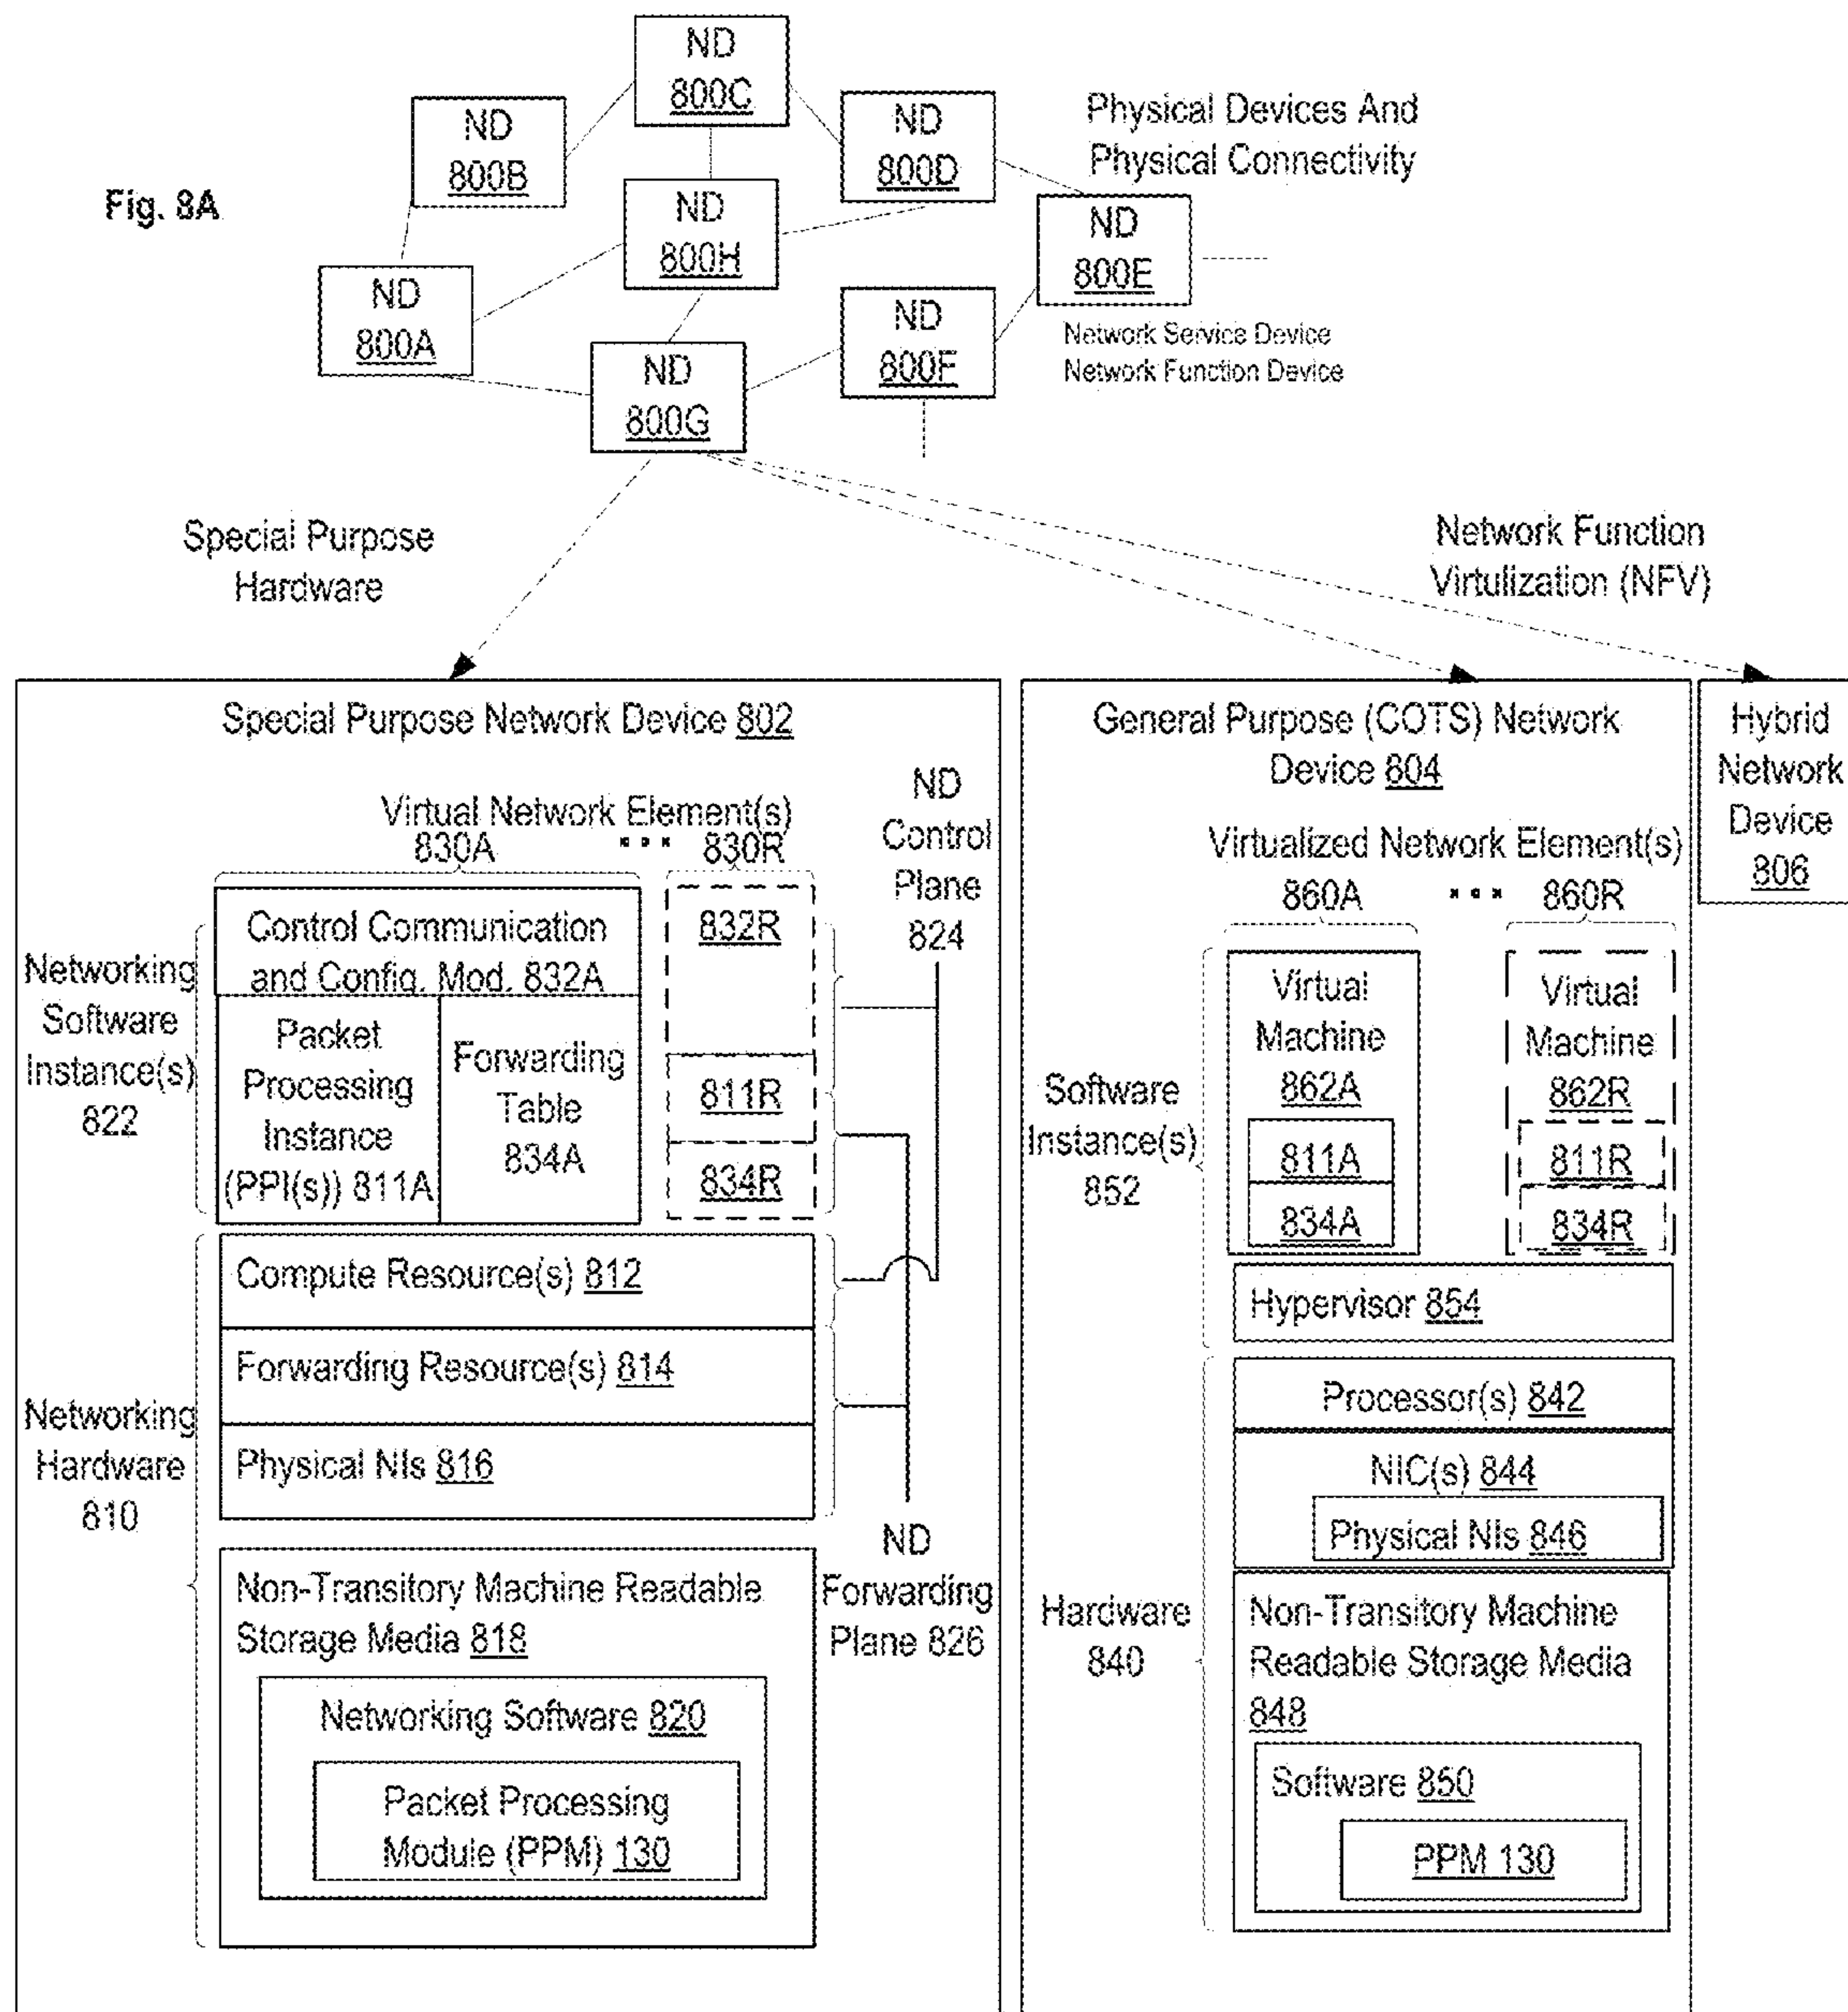 Fig. 8A
ND
800C
ND
800B
ND
800D
Physical Devices And
Physical Connectivity
ND
800H
ND
800E
ND
800A
ND
800F
Network Service Device
Network Function Device
ND
800G
Special Purpose
Hardware
Network Function
Virtulization (NFV)
Special Purpose Network Device 802
Virtual Network Element(s)
830A ... 830R
ND
Control
Plane
824
Networking
Software
Instance(s)
822
Control Communication
and Config. Mod. 832A
Packet
Processing
Instance
(PPI(s)) 811A
Forwarding
Table
834A
832R
811R
834R
Networking
Hardware
810
Compute Resource(s) 812
Forwarding Resource(s) 814
Physical NIs 816
ND
Forwarding
Plane 826
Non-Transitory Machine Readable
Storage Media 818
Networking Software 820
Packet Processing
Module (PPM) 130
General Purpose (COTS) Network
Device 804
Virtualized Network Element(s)
860A ... 860R
Software
Instance(s)
852
Virtual
Machine
862A
811A
834A
Virtual
Machine
862R
811R
834R
Hypervisor 854
Hardware
840
Processor(s) 842
NIC(s) 844
Physical NIs 846
Non-Transitory Machine
Readable Storage Media
848
Software 850
PPM 130
Hybrid
Network
Device
806